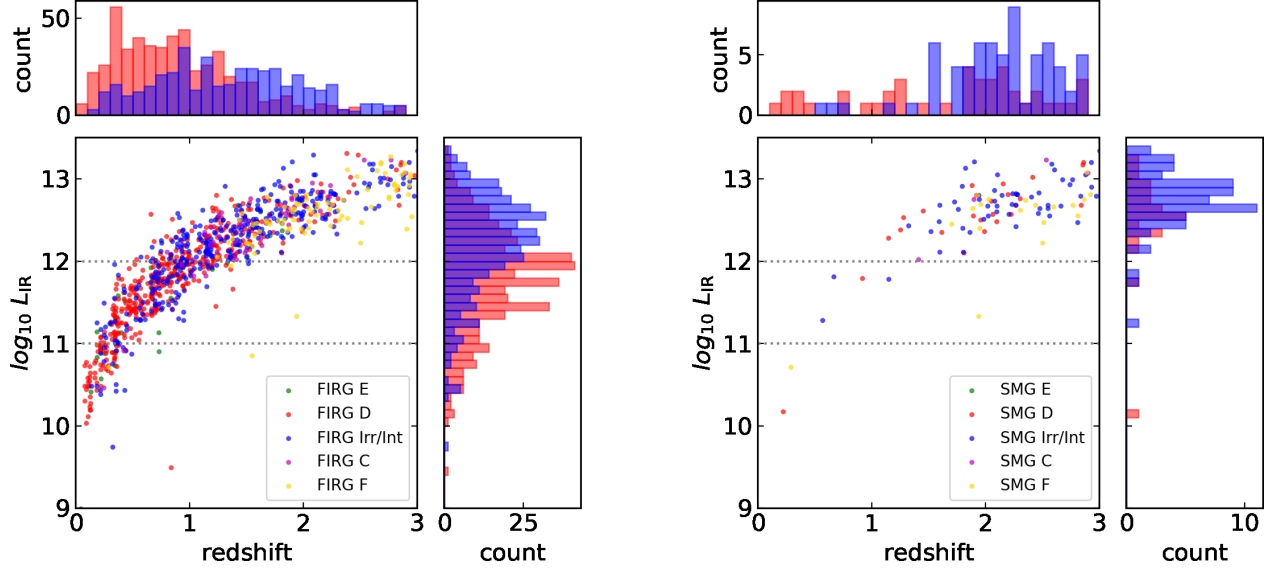 50
0
count
5
0
count
13
12
11
10
9
log10 LIR
0
1
2
3
redshift
FIRG E
FIRG D
FIRG Irr/Int
FIRG C
FIRG F
0
25
count
13
12
11
10
9
log10 LIR
0
1
2
3
redshift
SMG E
SMG D
SMG Irr/Int
SMG C
SMG F
0
10
count